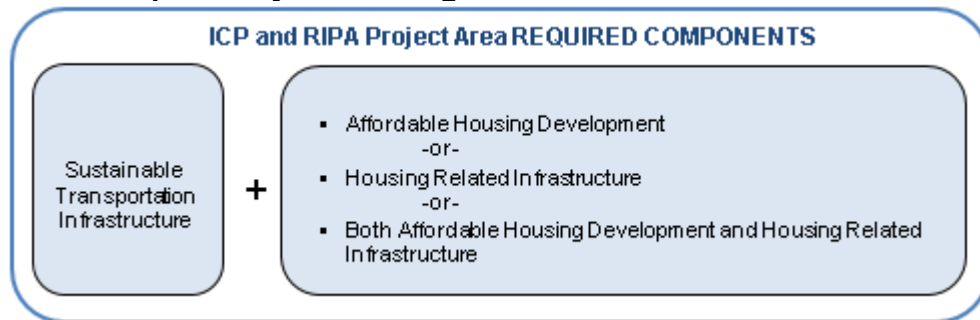 ICP and RIPA Project Area REQUIRED COMPONENTS
Sustainable
Transportation
Infrastructure
+
▪ Affordable Housing Development
-or-
▪ Housing Related Infrastructure
-or-
▪ Both Affordable Housing Development and Housing Related
Infrastructure